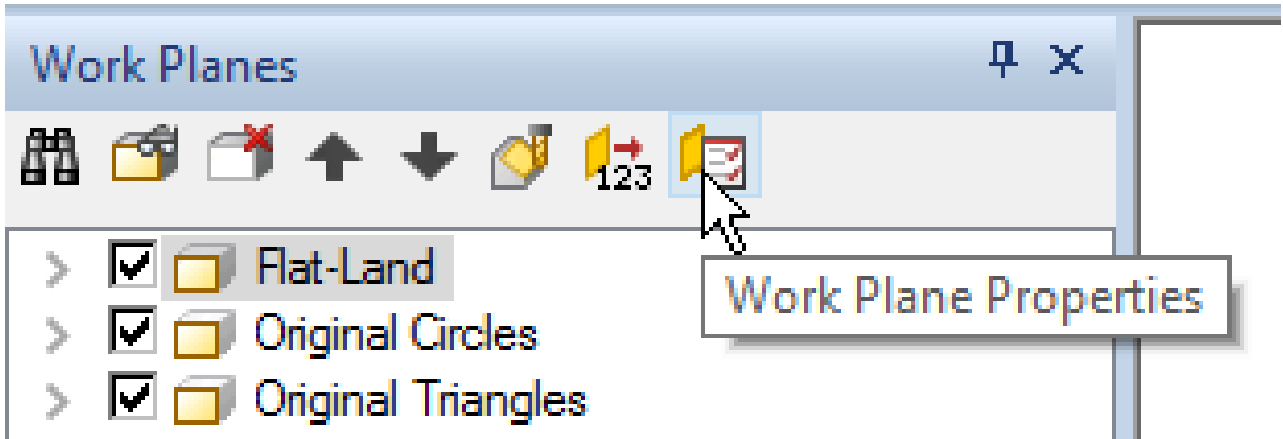 Work Planes
123
Flat-Land
Work Plane Properties
Original Circles
Original Triangles